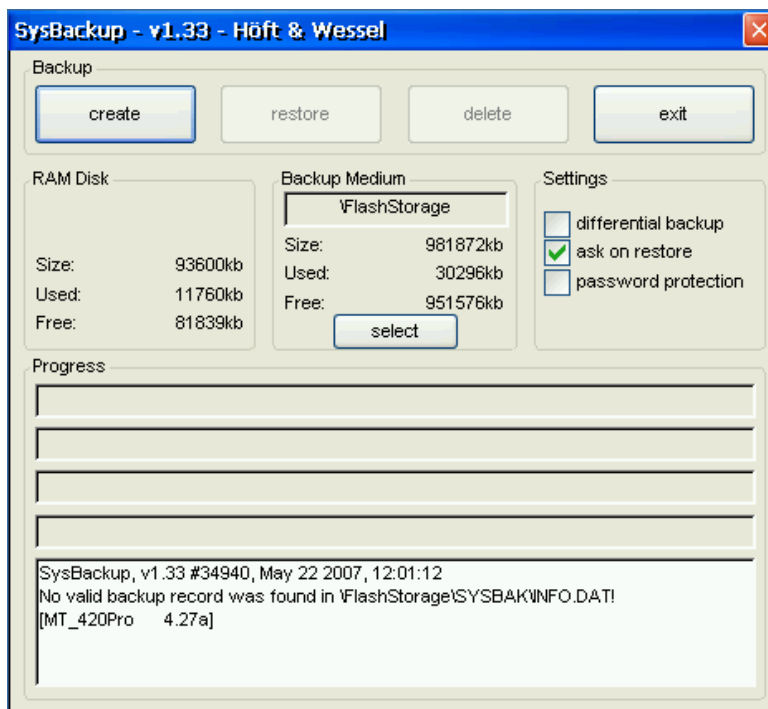 SysBackup - v1.33 - Höft & Wessel
Backup
create restore delete exit
RAM Disk
Size: 93600kb
Used: 11760kb
Free: 81839kb
Backup Medium
\FlashStorage
Size: 981872kb
Used: 30296kb
Free: 951576kb
select
Settings
differential backup
ask on restore
password protection
Progress
SysBackup, v1.33 #34940, May 22 2007, 12:01:12
No valid backup record was found in \FlashStorage\SYSBAK\INFO.DAT!
[MT_420Pro 4.27a]